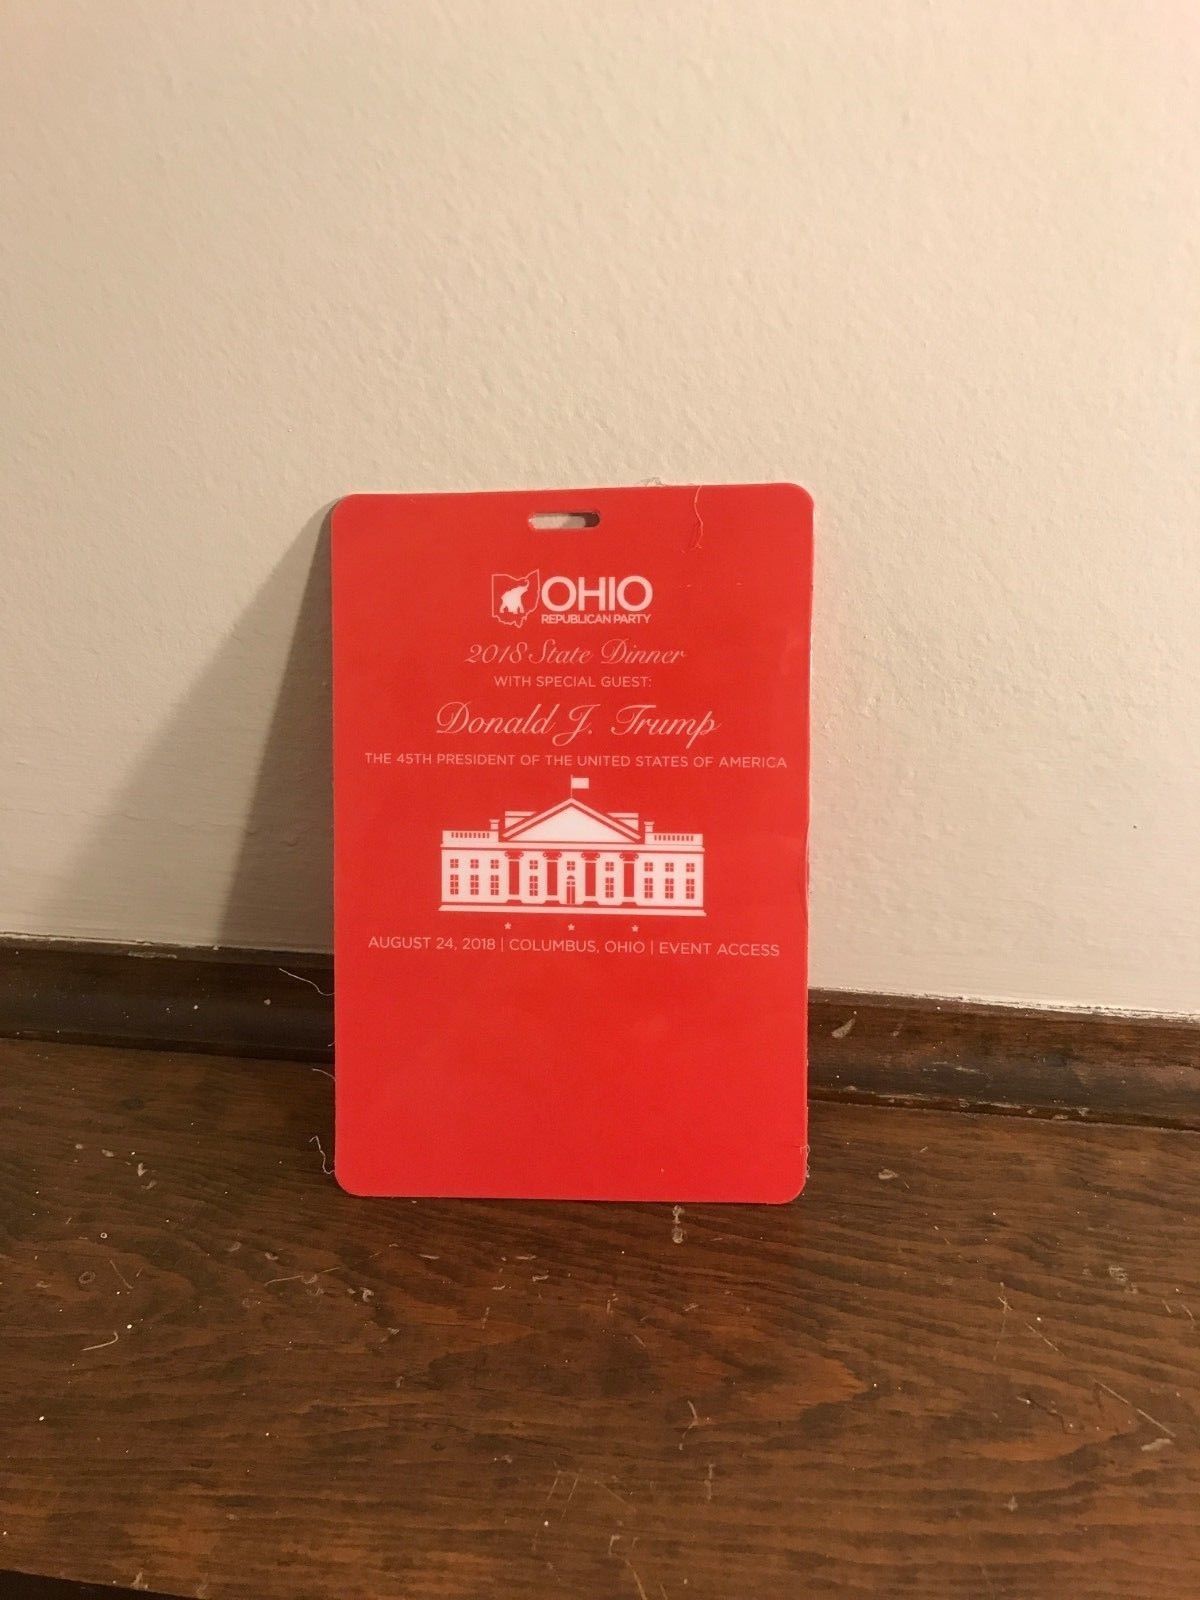 OHIO
REPUBLICAN PARTY
2018 State Dinner
WITH SPECIAL GUEST:
Donald J. Trump
THE 45TH PRESIDENT OF THE UNITED STATES OF AMERICA
AUGUST 24, 2018 | COLUMBUS, OHIO | EVENT ACCESS